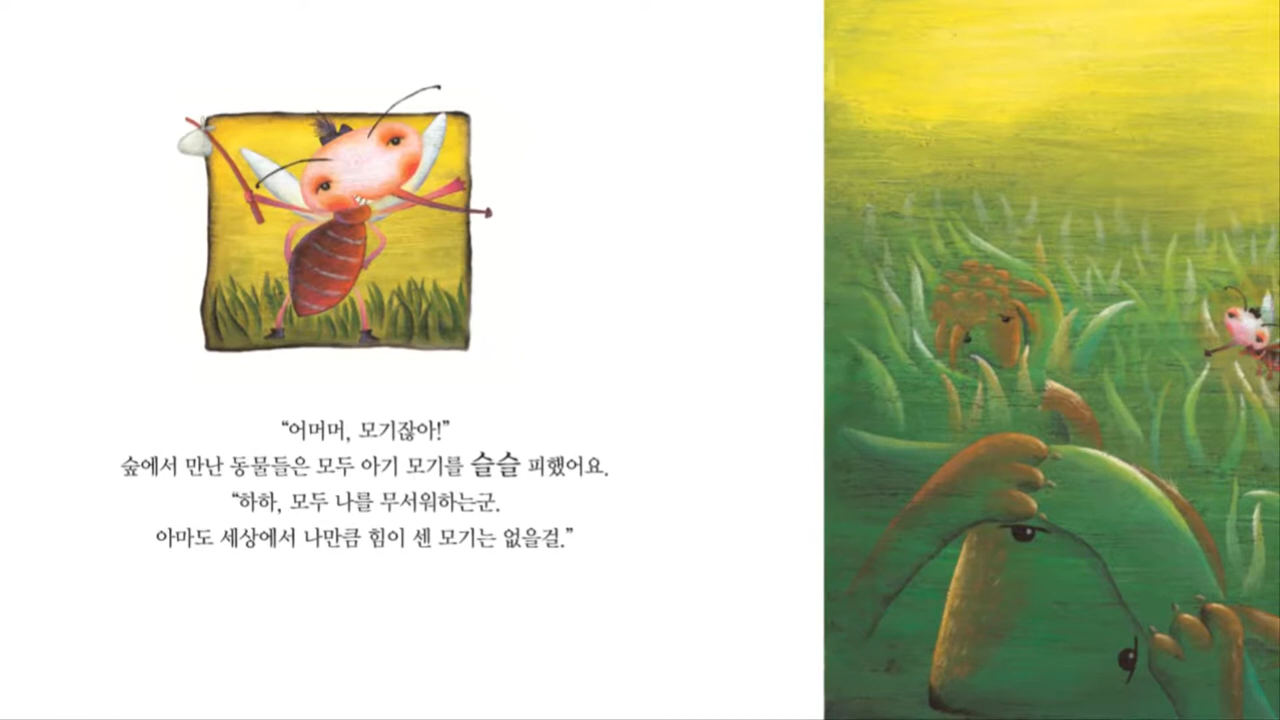 “어머머, 모기잖아!”
숲에서 만난 동물들은 모두 아기 모기를 슬슬 피했어요.
“하하, 모두 나를 무서워하는군.
아마도 세상에서 나만큼 힘이 센 모기는 없을걸.”